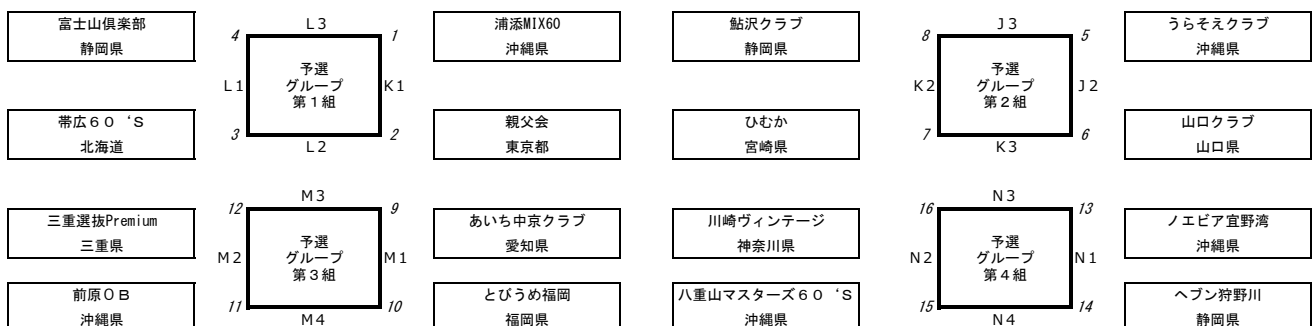 富士山倶楽部
静岡県
4
L3
1
浦添MIX60
沖縄県
L1
予選
グループ
第１組
K1
帯広６０‘S
北海道
3
L2
2
親父会
東京都
鮎沢クラブ
静岡県
8
J3
5
うらそえクラブ
沖縄県
K2
予選
グループ
第２組
J2
ひむか
宮崎県
7
K3
6
山口クラブ
山口県
三重選抜Premium
三重県
12
M3
9
あいち中京クラブ
愛知県
M2
予選
グループ
第３組
M1
前原ＯＢ
沖縄県
11
M4
10
とびうめ福岡
福岡県
川崎ヴィンテージ
神奈川県
16
N3
13
ノエビア宜野湾
沖縄県
N2
予選
グループ
第４組
N1
八重山マスターズ６０‘S
沖縄県
15
N4
14
ヘブン狩野川
静岡県